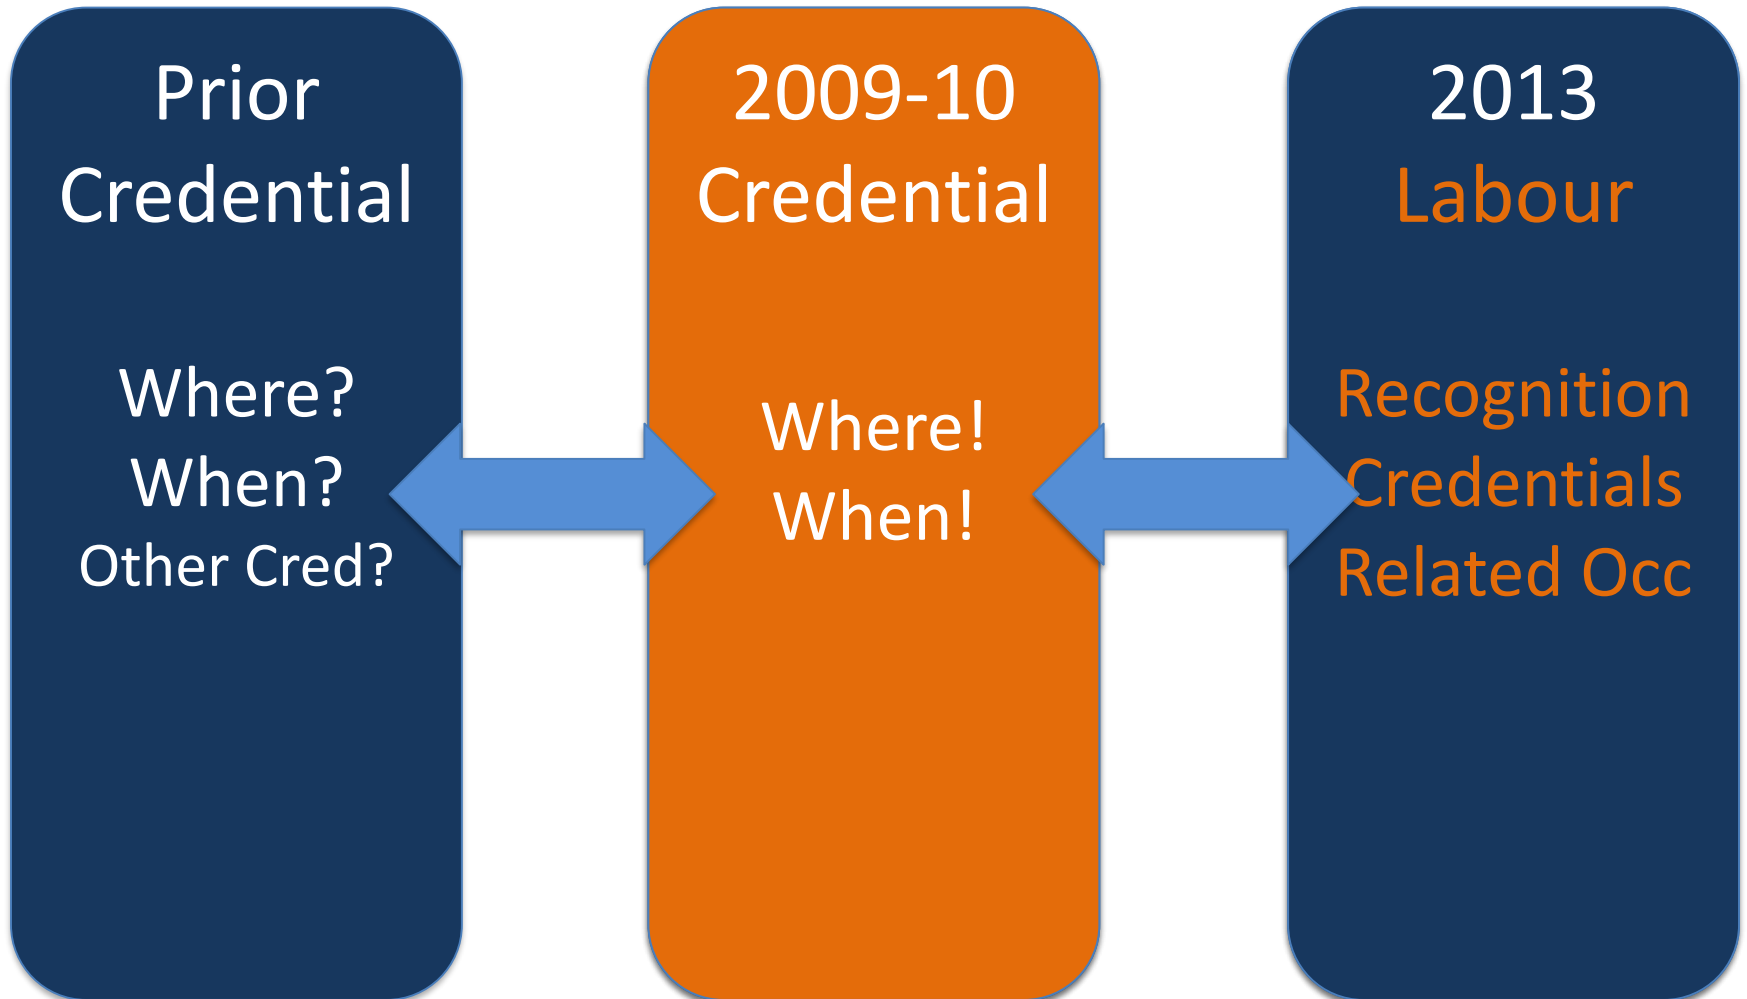 Prior
Credential
Where?
When?
Other Cred?
2009-10
Credential
Where!
When!
2013
Labour
Recognition
Credentials
Related Occ